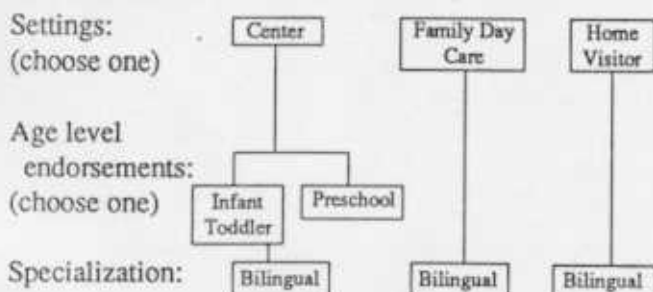 Settings:
(choose one)
Center
Family Day
Care
Home
Visitor
Age level
endorsements:
(choose one)
Infant
Toddler
Preschool
Specialization:
Bilingual
Bilingual
Bilingual